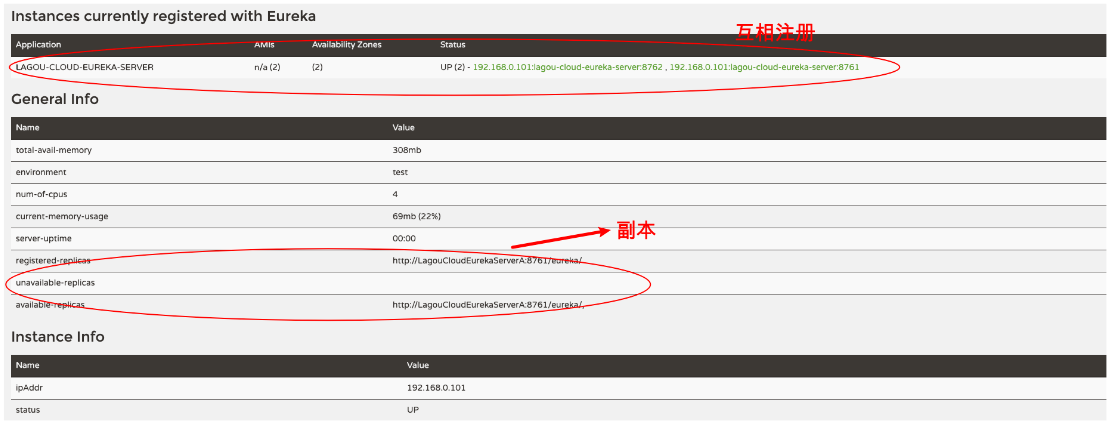 Instances currently registered with Eureka
互相注册
Application AMIs Availability Zones Status
LAGOU-CLOUD-EUREKA-SERVER n/a (2) (2) UP (2) - 192.168.0.101:lagou-cloud-eureka-server:8762 , 192.168.0.101:lagou-cloud-eureka-server:8761
General Info
Name Value
total-avail-memory 308mb
environment test
num-of-cpus 4
current-memory-usage 69mb (22%)
server-uptime 00:00
副本
registered-replicas http://LagouCloudEurekaServerA:8761/eureka/
unavailable-replicas
available-replicas http://LagouCloudEurekaServerA:8761/eureka/,
Instance Info
Name Value
ipAddr 192.168.0.101
status UP